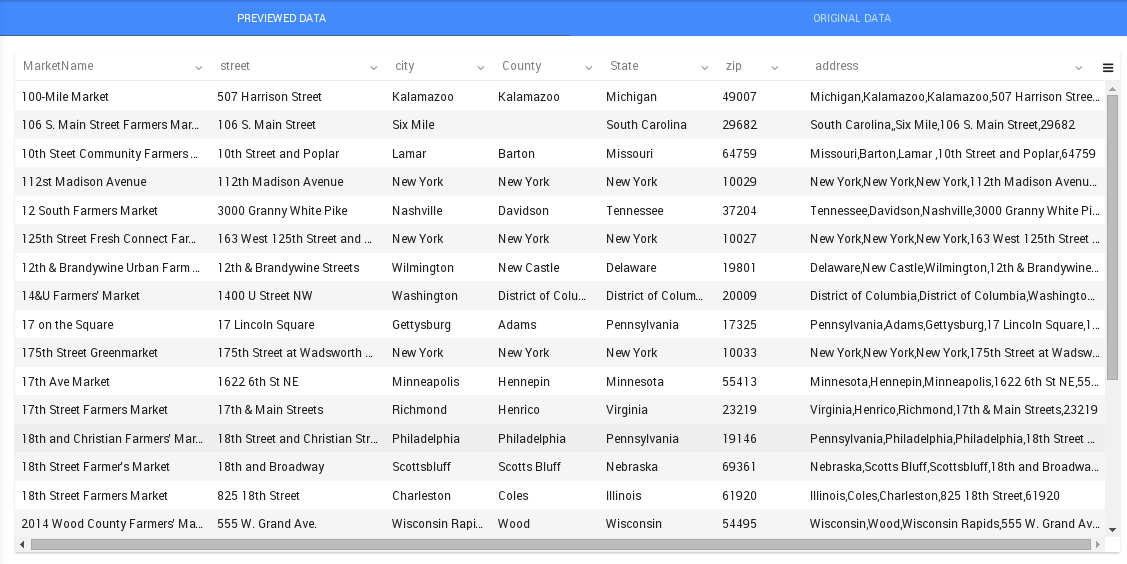 PREVIEWED DATA ORIGINAL DATA
MarketName street city County State zip address
100-Mile Market 507 Harrison Street Kalamazoo Kalamazoo Michigan 49007 Michigan,Kalamazoo,Kalamazoo,507 Harrison Stree...
106 S. Main Street Farmers Mar... 106 S. Main Street Six Mile South Carolina 29682 South Carolina,,Six Mile,106 S. Main Street,29682
10th Steet Community Farmers ... 10th Street and Poplar Lamar Barton Missouri 64759 Missouri,Barton,Lamar ,10th Street and Poplar,64759
112st Madison Avenue 112th Madison Avenue New York New York New York 10029 New York,New York,New York,112th Madison Avenu...
12 South Farmers Market 3000 Granny White Pike Nashville Davidson Tennessee 37204 Tennessee,Davidson,Nashville,3000 Granny White Pi...
125th Street Fresh Connect Far... 163 West 125th Street and ... New York New York New York 10027 New York,New York,New York,163 West 125th Street ...
12th & Brandywine Urban Farm ... 12th & Brandywine Streets Wilmington New Castle Delaware 19801 Delaware,New Castle,Wilmington,12th & Brandywine...
14&U Farmers' Market 1400 U Street NW Washington District of Colu... District of Colum... 20009 District of Columbia,District of Columbia,Washingto...
17 on the Square 17 Lincoln Square Gettysburg Adams Pennsylvania 17325 Pennsylvania,Adams,Gettysburg,17 Lincoln Square,1...
175th Street Greenmarket 175th Street at Wadsworth ... New York New York New York 10033 New York,New York,New York,175th Street at Wadsw...
17th Ave Market 1622 6th St NE Minneapolis Hennepin Minnesota 55413 Minnesota,Hennepin,Minneapolis,1622 6th St NE,55...
17th Street Farmers Market 17th & Main Streets Richmond Henrico Virginia 23219 Virginia,Henrico,Richmond,17th & Main Streets,23219
18th and Christian Farmers' Mar... 18th Street and Christian Str... Philadelphia Philadelphia Pennsylvania 19146 Pennsylvania,Philadelphia,Philadelphia,18th Street ...
18th Street Farmer's Market 18th and Broadway Scottsbluff Scotts Bluff Nebraska 69361 Nebraska,Scotts Bluff,Scottsbluff,18th and Broadwa...
18th Street Farmers Market 825 18th Street Charleston Coles Illinois 61920 Illinois,Coles,Charleston,825 18th Street,61920
2014 Wood County Farmers' Ma... 555 W. Grand Ave. Wisconsin Rapi... Wood Wisconsin 54495 Wisconsin,Wood,Wisconsin Rapids,555 W. Grand Av...